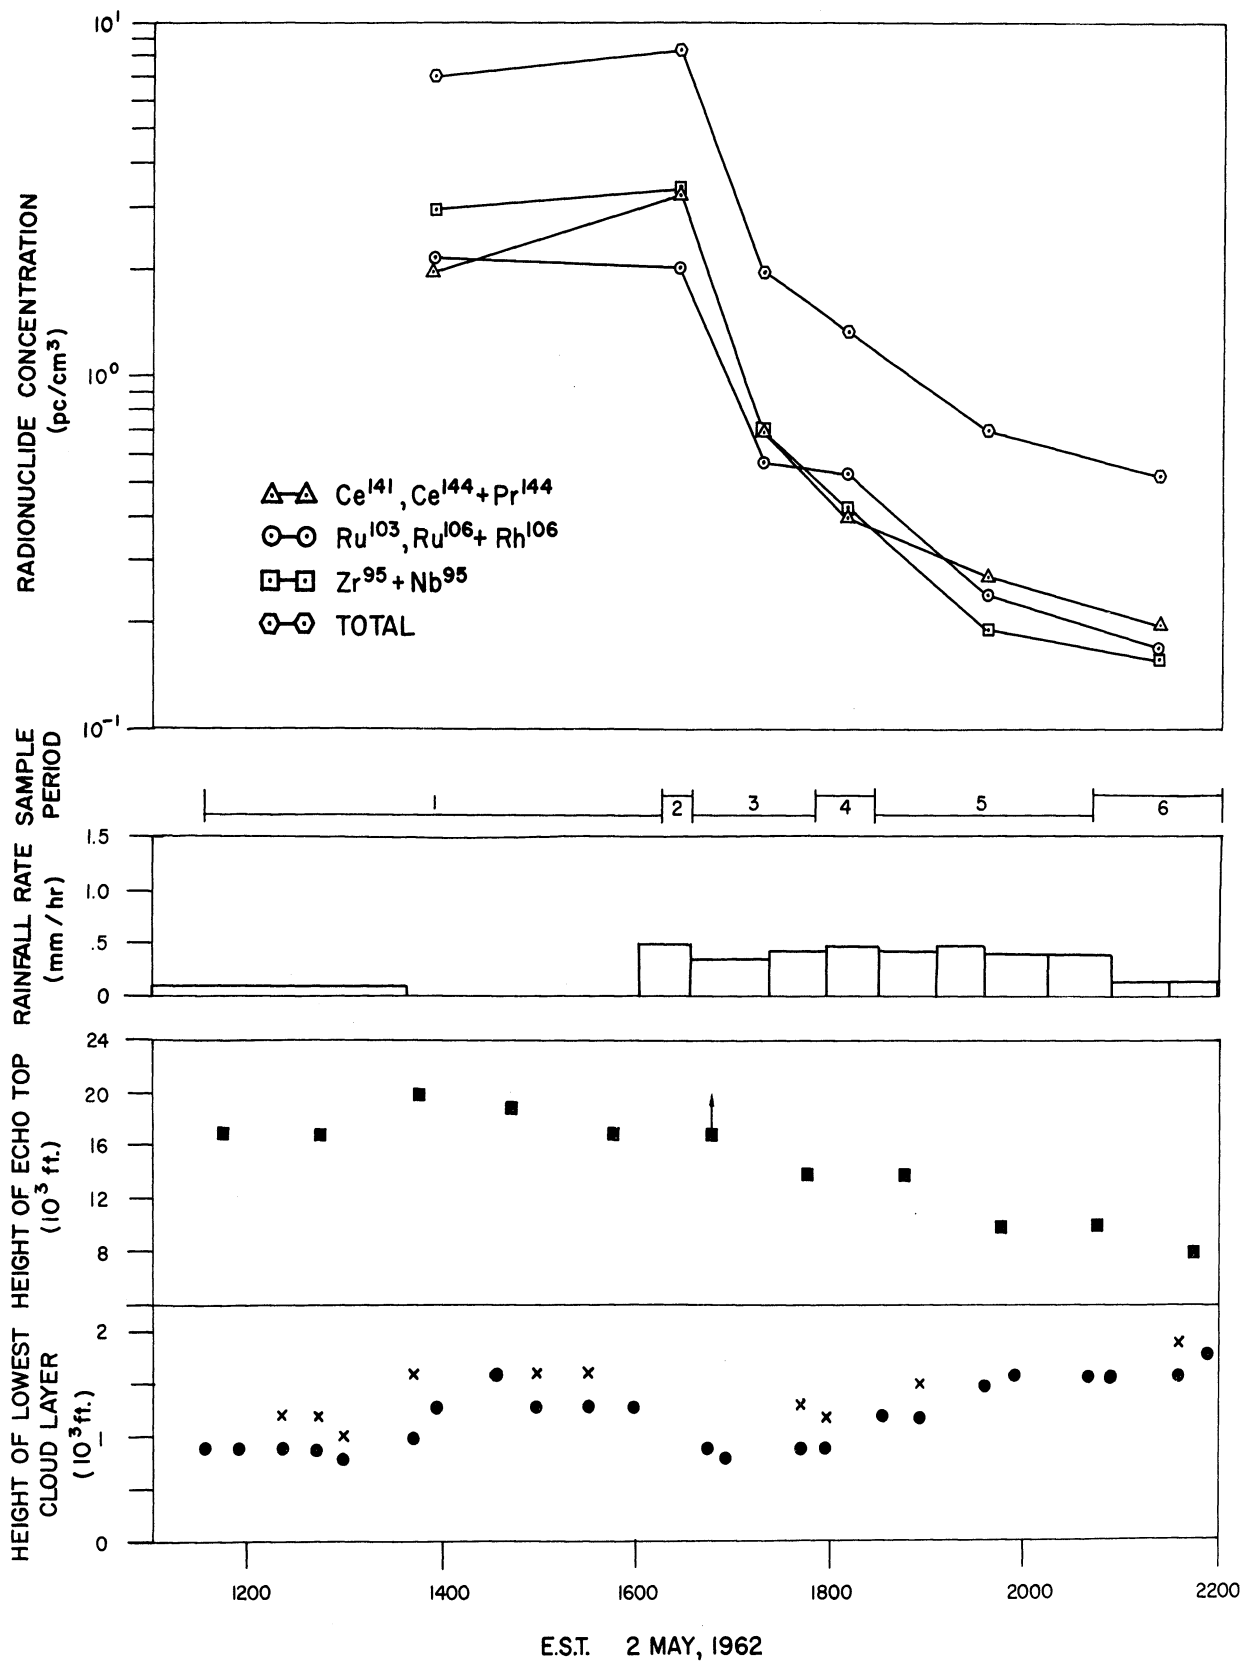 10¹
10⁰
10⁻¹
RADIONUCLIDE CONCENTRATION
(pc/cm³)
Ce¹⁴¹, Ce¹⁴⁴ + Pr¹⁴⁴
Ru¹⁰³, Ru¹⁰⁶ + Rh¹⁰⁶
Zr⁹⁵ + Nb⁹⁵
TOTAL
SAMPLE
PERIOD
1
2
3
4
5
6
RAINFALL RATE
(mm/hr)
1.5
1.0
.5
0
HEIGHT OF ECHO TOP
(10³ ft.)
24
20
16
12
8
HEIGHT OF LOWEST
CLOUD LAYER
(10³ ft.)
2
1
0
1200 1400 1600 1800 2000 2200
E.S.T. 2 MAY, 1962